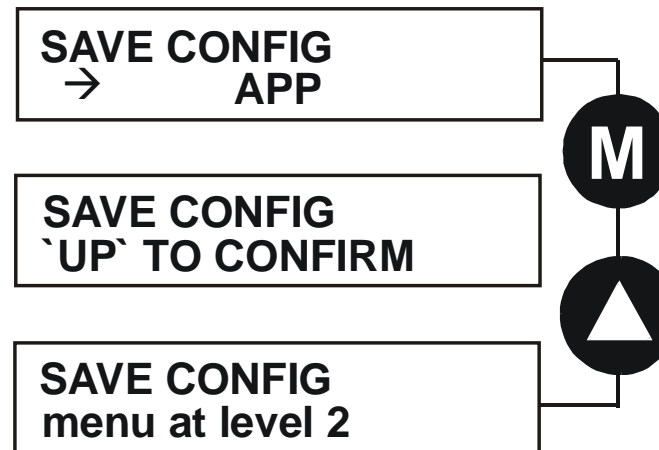 SAVE CONFIG
→ APP
M
SAVE CONFIG
`UP` TO CONFIRM
SAVE CONFIG
menu at level 2